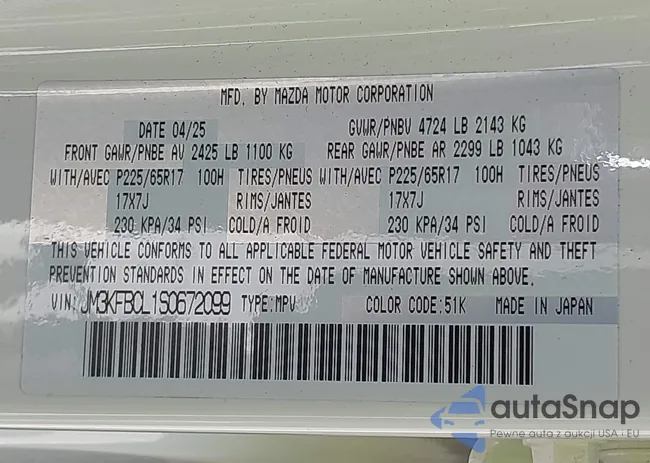 MFD. BY MAZDA MOTOR CORPORATION
DATE 04/25 GVWR/PNBV 4724 LB 2143 KG
FRONT GAWR/PNBE AV 2425 LB 1100 KG REAR GAWR/PNBE AR 2299 LB 1043 KG
WITH/AVEC P225/65R17 100H TIRES/PNEUS WITH/AVEC P225/65R17 100H TIRES/PNEUS
17X7J RIMS/JANTES 17X7J RIMS/JANTES
230 KPA/34 PSI COLD/A FROID 230 KPA/34 PSI COLD/A FROID
THIS VEHICLE CONFORMS TO ALL APPLICABLE FEDERAL MOTOR VEHICLE SAFETY AND THEFT
PREVENTION STANDARDS IN EFFECT ON THE DATE OF MANUFACTURE SHOWN ABOVE.
VIN: JM3KFBCL1S0672099 TYPE:MPV COLOR CODE:51K MADE IN JAPAN
autaSnap
Pewne auta z aukcji USA i EU